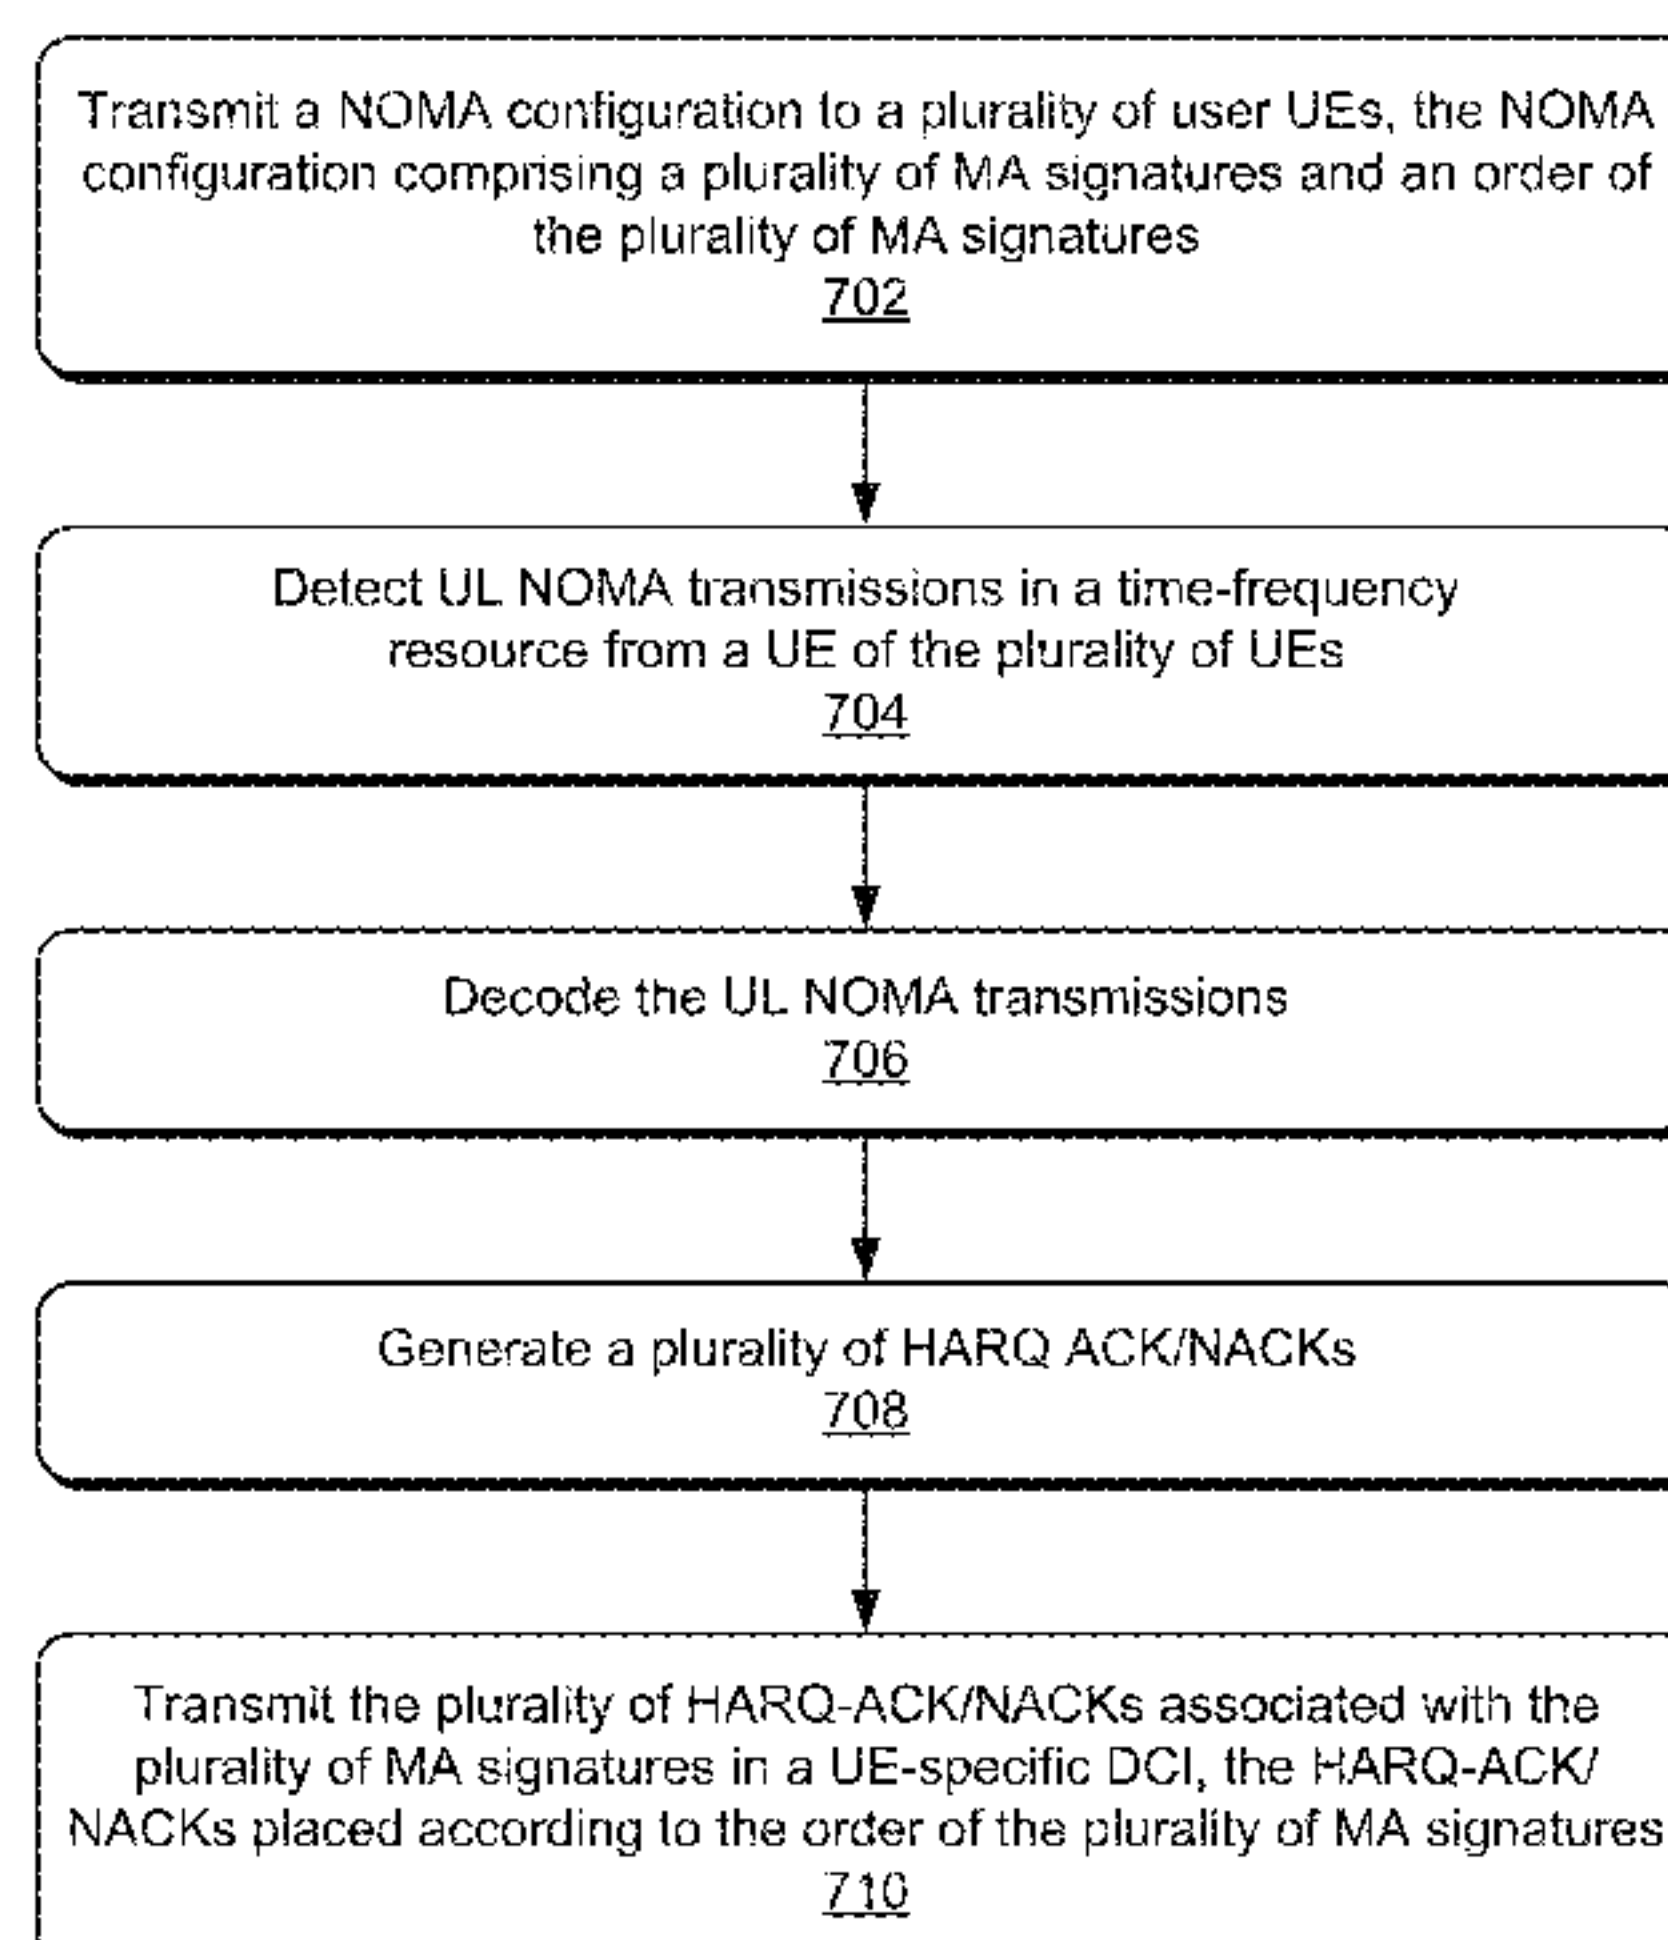 Transmit a NOMA configuration to a plurality of user UEs, the NOMA
configuration comprising a plurality of MA signatures and an order of
the plurality of MA signatures
702
Detect UL NOMA transmissions in a time-frequency
resource from a UE of the plurality of UEs
704
Decode the UL NOMA transmissions
706
Generate a plurality of HARQ ACK/NACKs
708
Transmit the plurality of HARQ-ACK/NACKs associated with the
plurality of MA signatures in a UE-specific DCI, the HARQ-ACK/
NACKs placed according to the order of the plurality of MA signatures
710